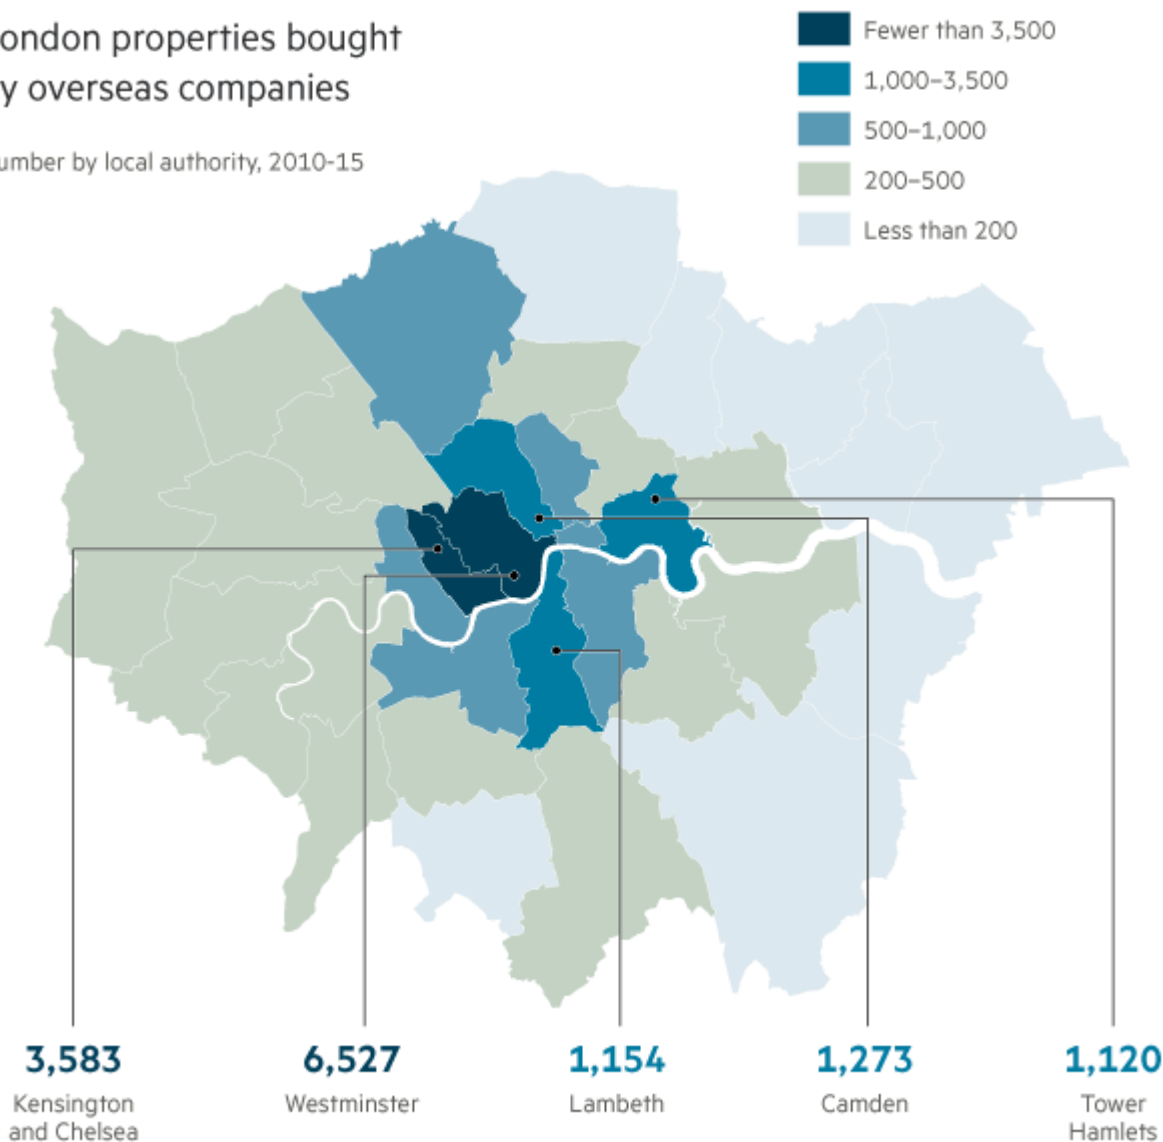 ondon properties bought
y overseas companies
umber by local authority, 2010-15
Fewer than 3,500
1,000–3,500
500–1,000
200–500
Less than 200
3,583
Kensington
and Chelsea
6,527
Westminster
1,154
Lambeth
1,273
Camden
1,120
Tower
Hamlets